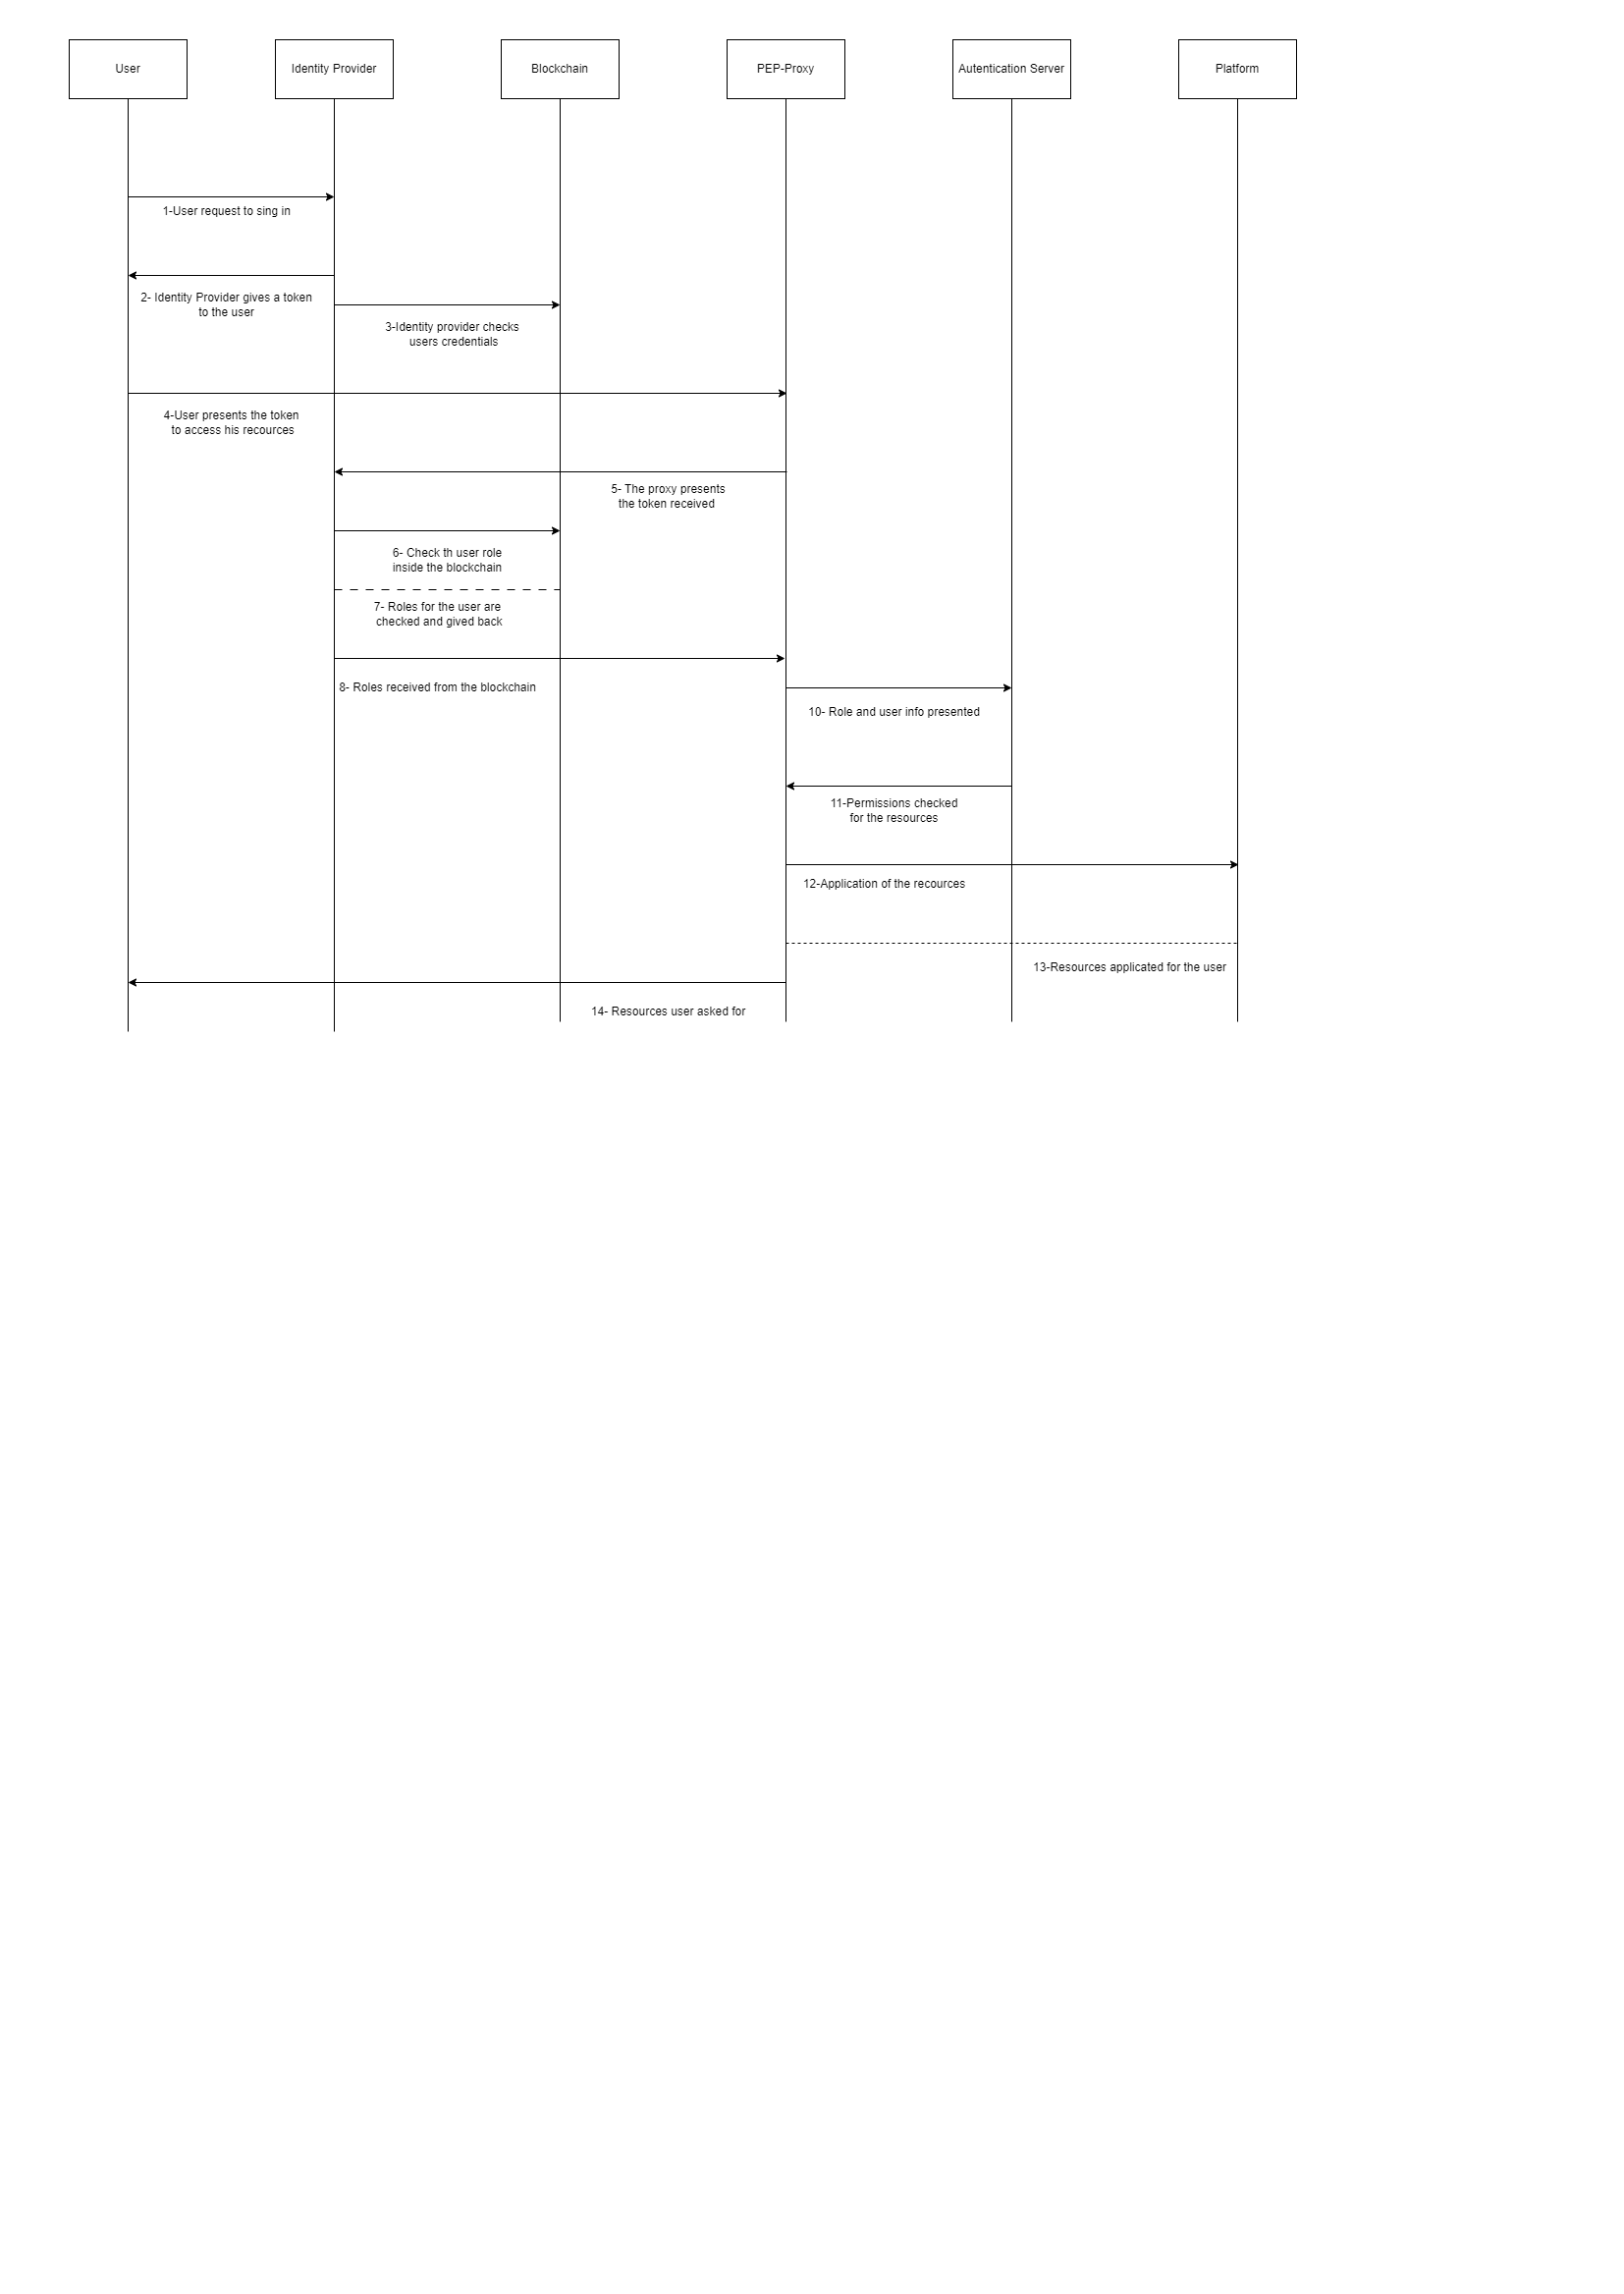 User
Identity Provider
Blockchain
PEP-Proxy
Autentication Server
Platform
1-User request to sing in
2- Identity Provider gives a token
to the user
3-Identity provider checks
users credentials
4-User presents the token
to access his recources
5- The proxy presents
the token received
6- Check th user role
inside the blockchain
7- Roles for the user are
checked and gived back
8- Roles received from the blockchain
10- Role and user info presented
11-Permissions checked
for the resources
12-Application of the recources
13-Resources applicated for the user
14- Resources user asked for